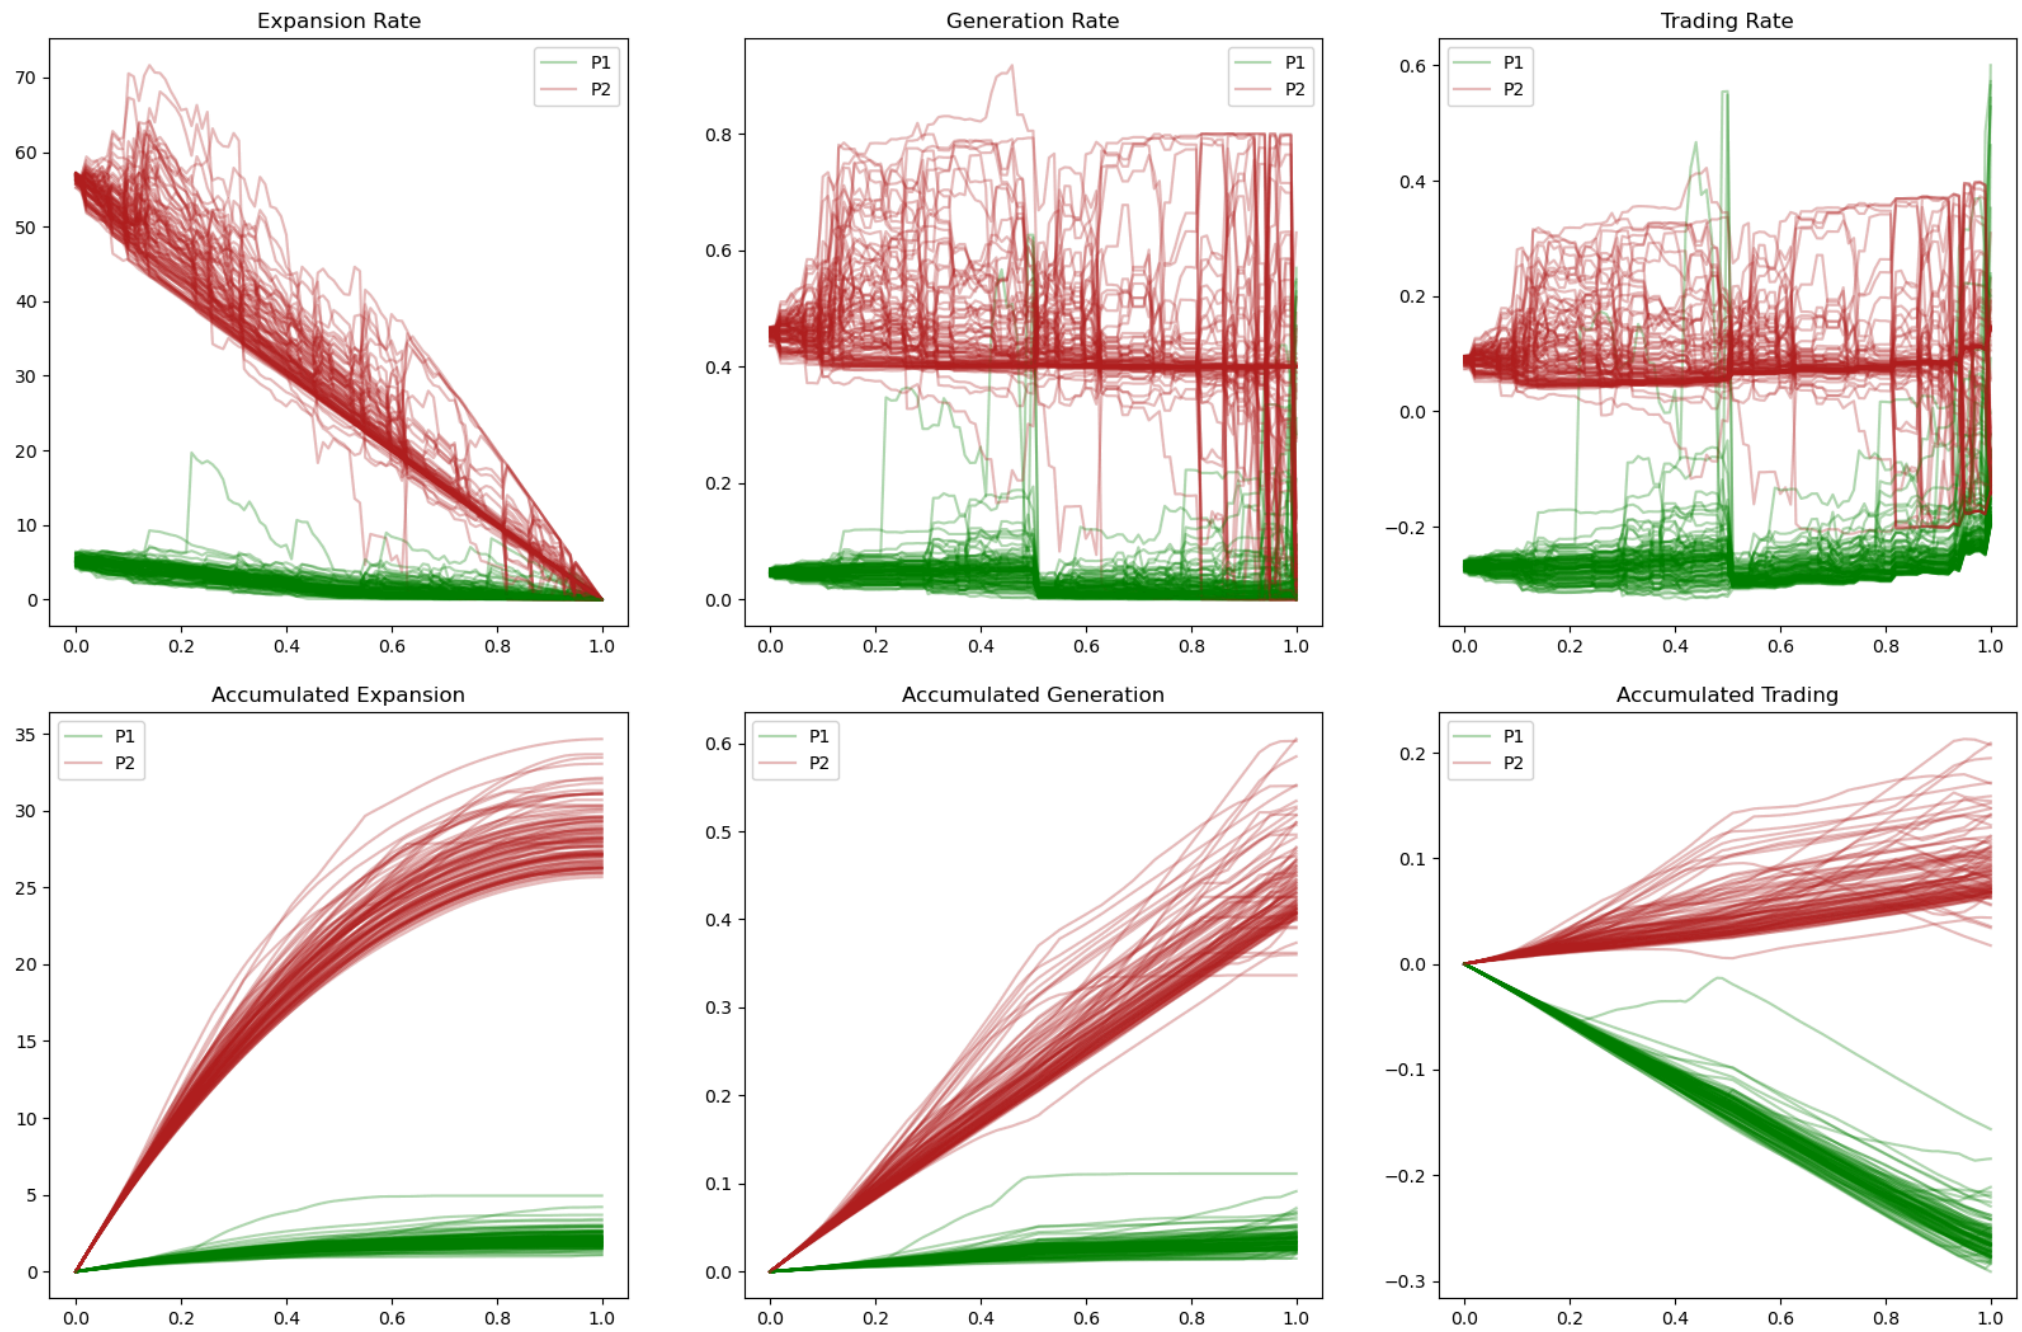 Expansion Rate
70
60
50
40
30
20
10
0
0.0 0.2 0.4 0.6 0.8 1.0
P1
P2
Generation Rate
0.8
0.6
0.4
0.2
0.0
0.0 0.2 0.4 0.6 0.8 1.0
P1
P2
Trading Rate
0.6
0.4
0.2
0.0
−0.2
0.0 0.2 0.4 0.6 0.8 1.0
P1
P2
Accumulated Expansion
35
30
25
20
15
10
5
0
0.0 0.2 0.4 0.6 0.8 1.0
P1
P2
Accumulated Generation
0.6
0.5
0.4
0.3
0.2
0.1
0.0
0.0 0.2 0.4 0.6 0.8 1.0
P1
P2
Accumulated Trading
0.2
0.1
0.0
−0.1
−0.2
−0.3
0.0 0.2 0.4 0.6 0.8 1.0
P1
P2